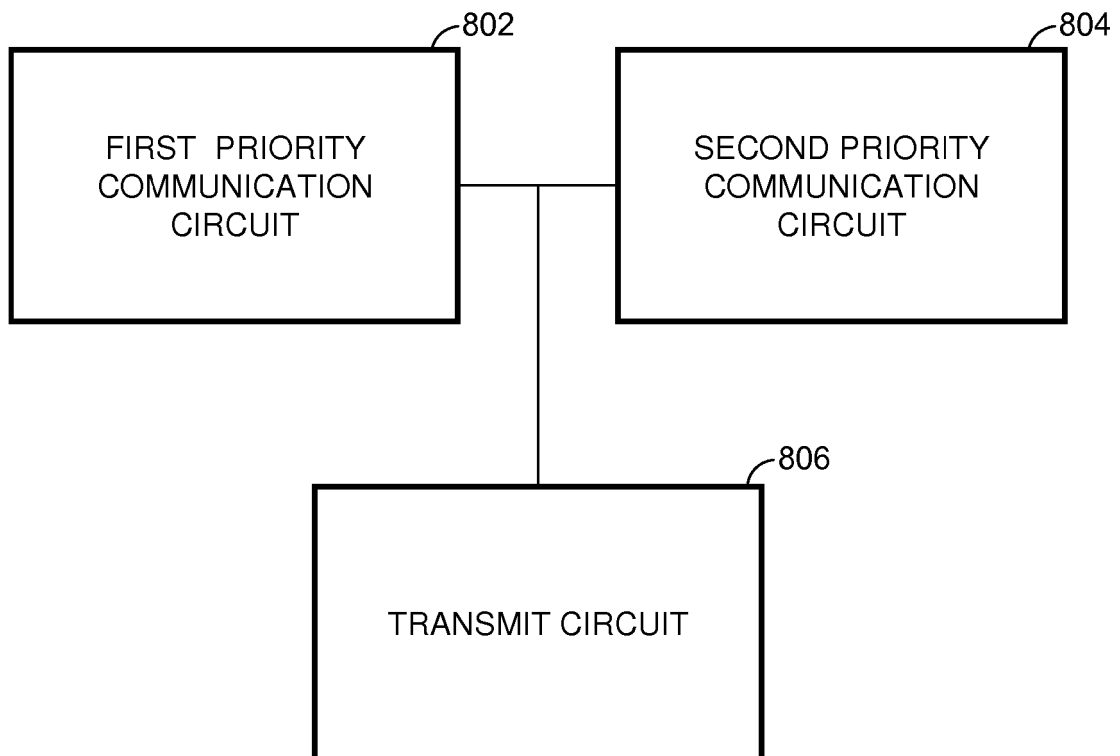 802
804
FIRST PRIORITY
COMMUNICATION
CIRCUIT
SECOND PRIORITY
COMMUNICATION
CIRCUIT
806
TRANSMIT CIRCUIT